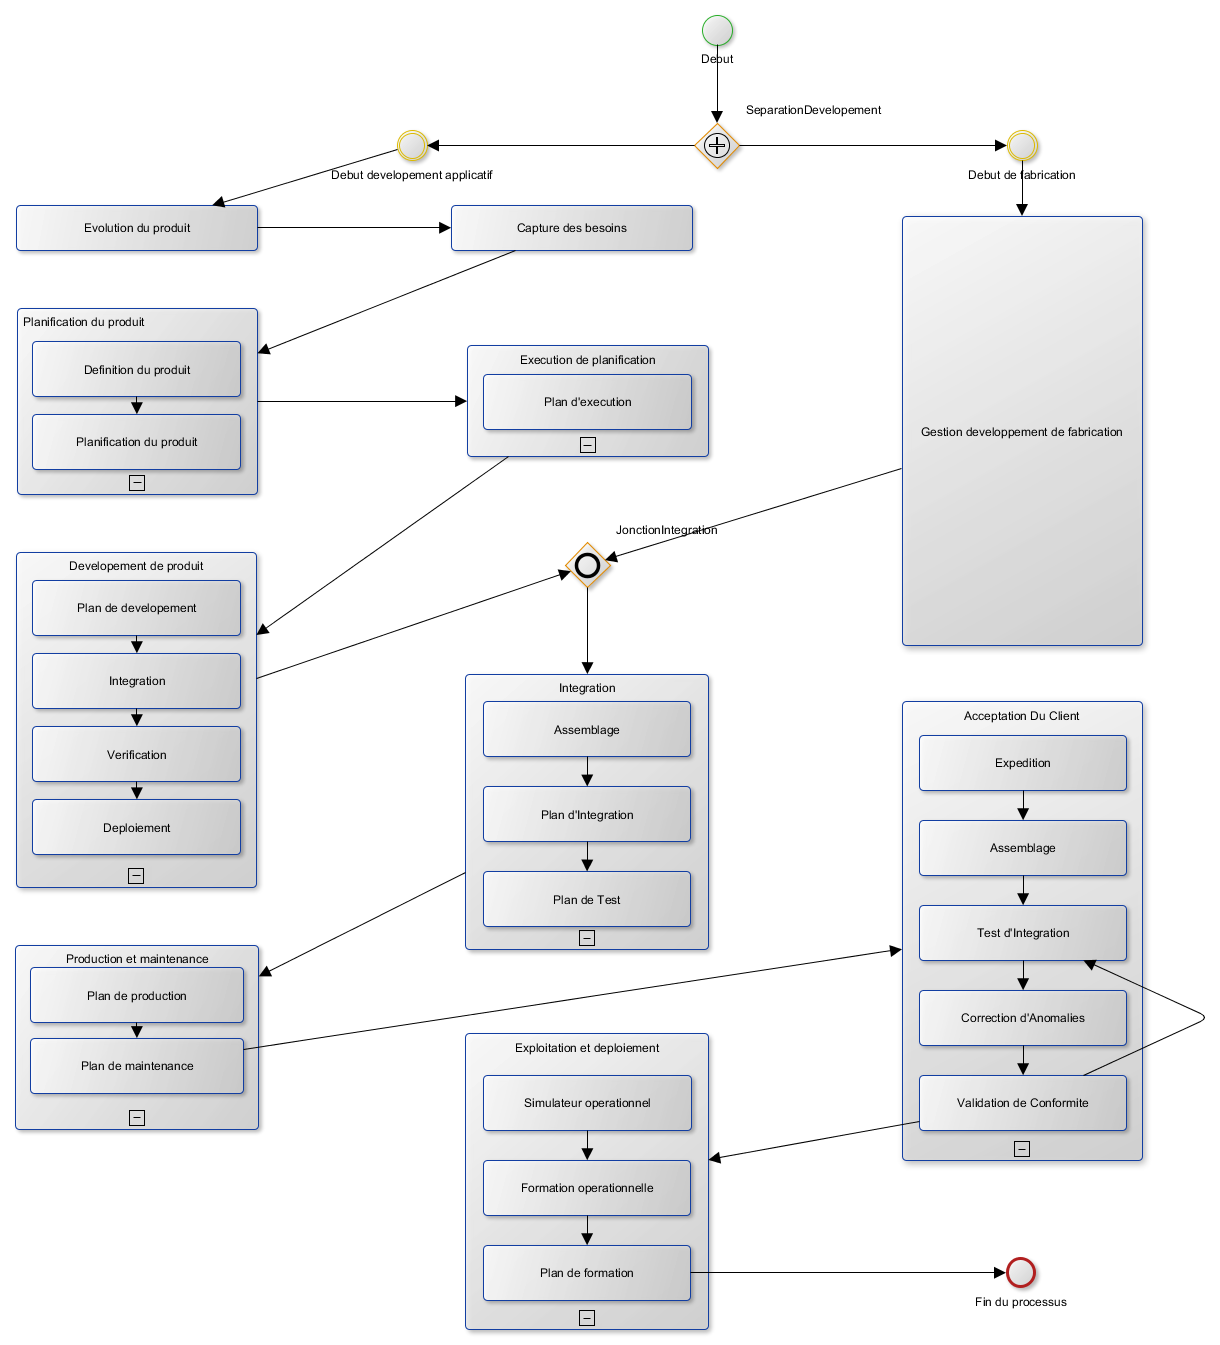 Debut
SeparationDevelopement
Debut developement applicatif
Debut de fabrication
Evolution du produit
Capture des besoins
Planification du produit
Definition du produit
Planification du produit
Execution de planification
Plan d'execution
Gestion developpement de fabrication
JonctionIntegration
Developement de produit
Plan de developement
Integration
Verification
Deploiement
Integration
Assemblage
Plan d'Integration
Plan de Test
Acceptation Du Client
Expedition
Assemblage
Test d'Integration
Correction d'Anomalies
Validation de Conformite
Production et maintenance
Plan de production
Plan de maintenance
Exploitation et deploiement
Simulateur operationnel
Formation operationnelle
Plan de formation
Fin du processus